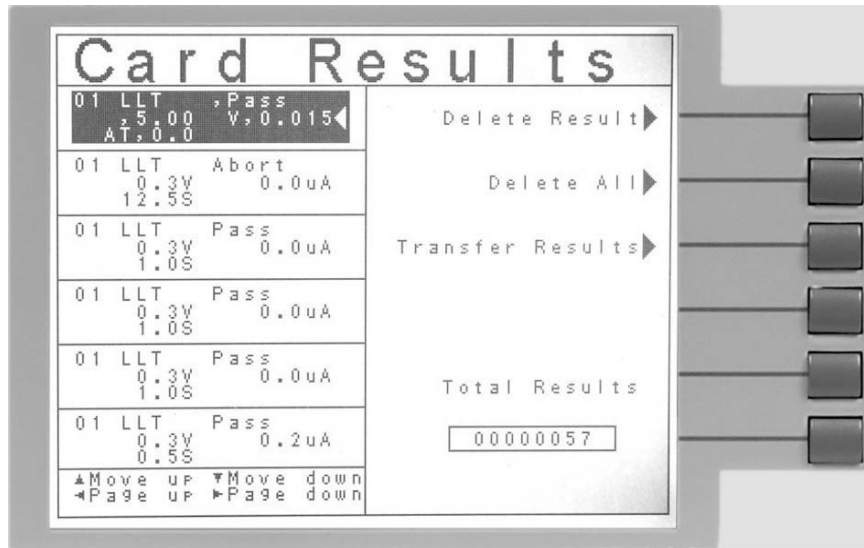 Card Results
01 LLT ,Pass
,5.00 V,0.015
AT,0.0
01 LLT Abort
0.3V 0.0uA
12.5S
01 LLT Pass
0.3V 0.0uA
1.0S
01 LLT Pass
0.3V 0.0uA
1.0S
01 LLT Pass
0.3V 0.0uA
1.0S
01 LLT Pass
0.3V 0.2uA
0.5S
▲Move up ▼Move down
◄Page up ►Page down
Delete Result
Delete All
Transfer Results
Total Results
00000057